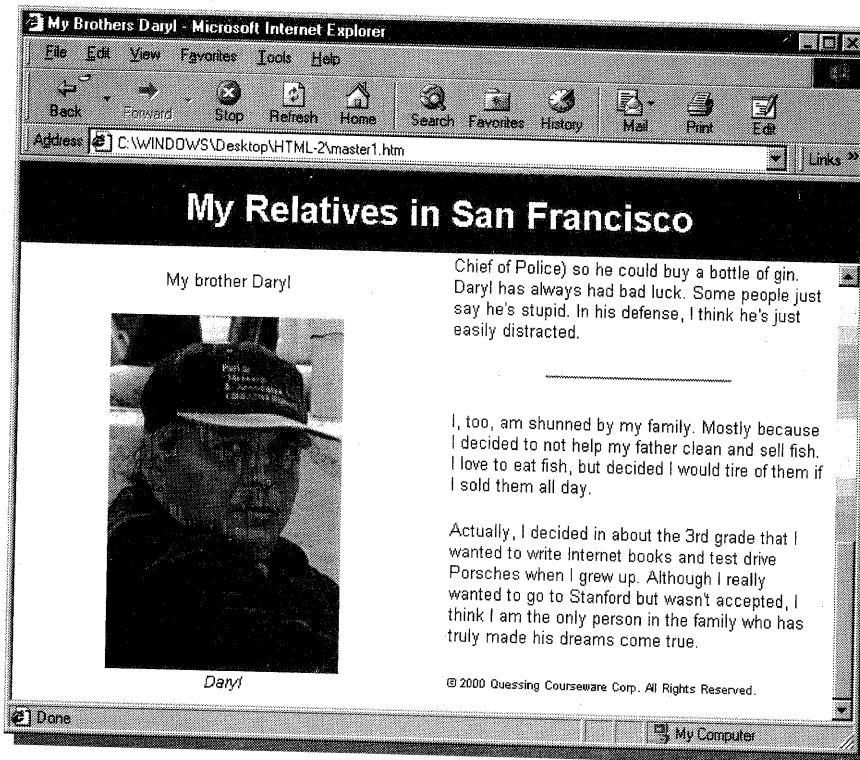 My Brothers Daryl - Microsoft Internet Explorer
File Edit View Favorites Tools Help
Back Forward Stop Refresh Home Search Favorites History Mail Print Edit
Address C:\WINDOWS\Desktop\HTML-2\master1.htm Links »
My Relatives in San Francisco
My brother Daryl
Daryl
Chief of Police) so he could buy a bottle of gin.
Daryl has always had bad luck. Some people just
say he's stupid. In his defense, I think he's just
easily distracted.
I, too, am shunned by my family. Mostly because
I decided to not help my father clean and sell fish.
I love to eat fish, but decided I would tire of them if
I sold them all day.
Actually, I decided in about the 3rd grade that I
wanted to write Internet books and test drive
Porsches when I grew up. Although I really
wanted to go to Stanford but wasn't accepted, I
think I am the only person in the family who has
truly made his dreams come true.
© 2000 Quessing Courseware Corp. All Rights Reserved.
Done My Computer